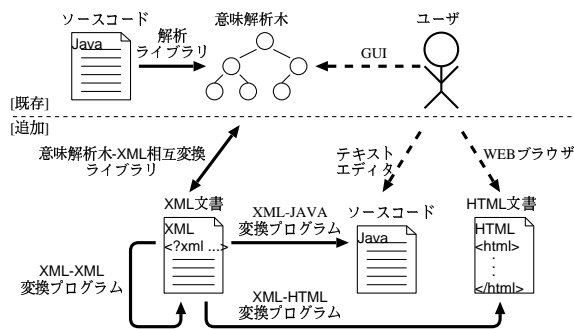 ソースコード
Java
解析
ライブラリ
意味解析木
ユーザ
GUI
[既存]
[追加]
意味解析木-XML相互変換
ライブラリ
テキスト
エディタ
WEBブラウザ
XML文書
XML
<?xml ...>
XML-JAVA
変換プログラム
ソースコード
Java
HTML文書
HTML
<html>
:
:
</html>
XML-XML
変換プログラム
XML-HTML
変換プログラム